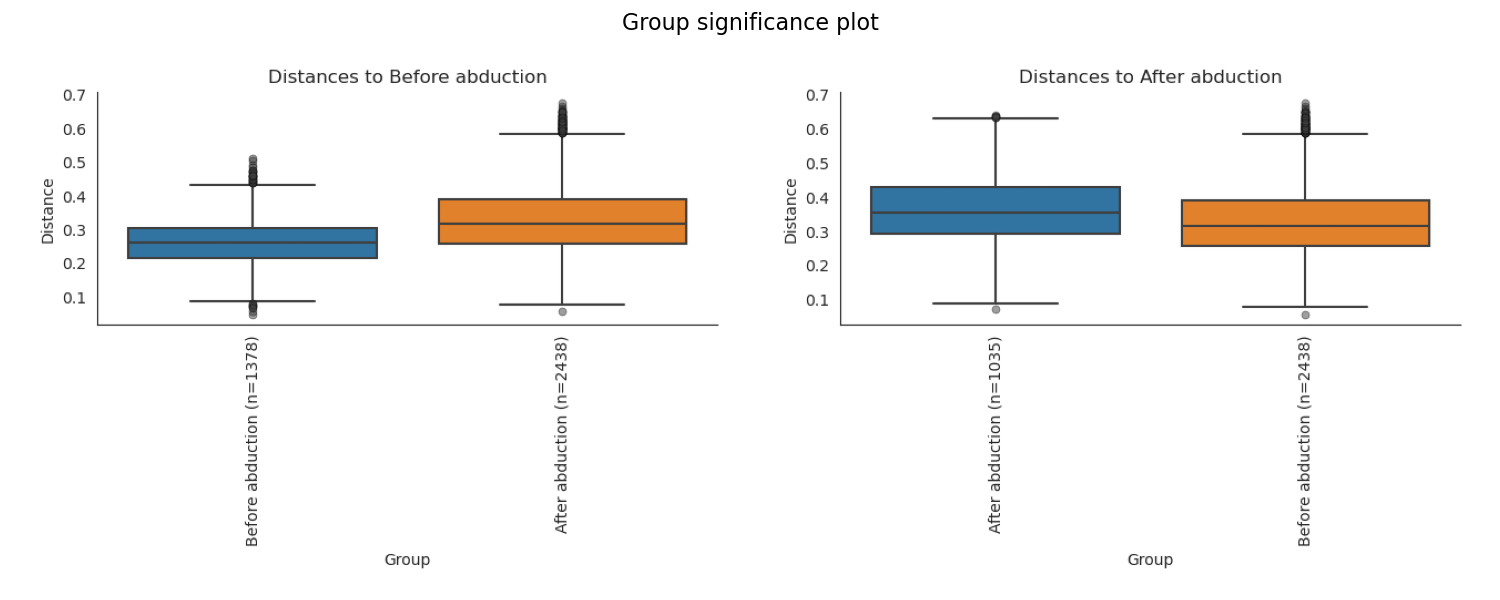 Group significance plot
Distances to Before abduction
0.7
0.6
0.5
0.4
0.3
0.2
0.1
Distance
Before abduction (n=1378)
After abduction (n=2438)
Group
Distances to After abduction
0.7
0.6
0.5
0.4
0.3
0.2
0.1
Distance
After abduction (n=1035)
Before abduction (n=2438)
Group